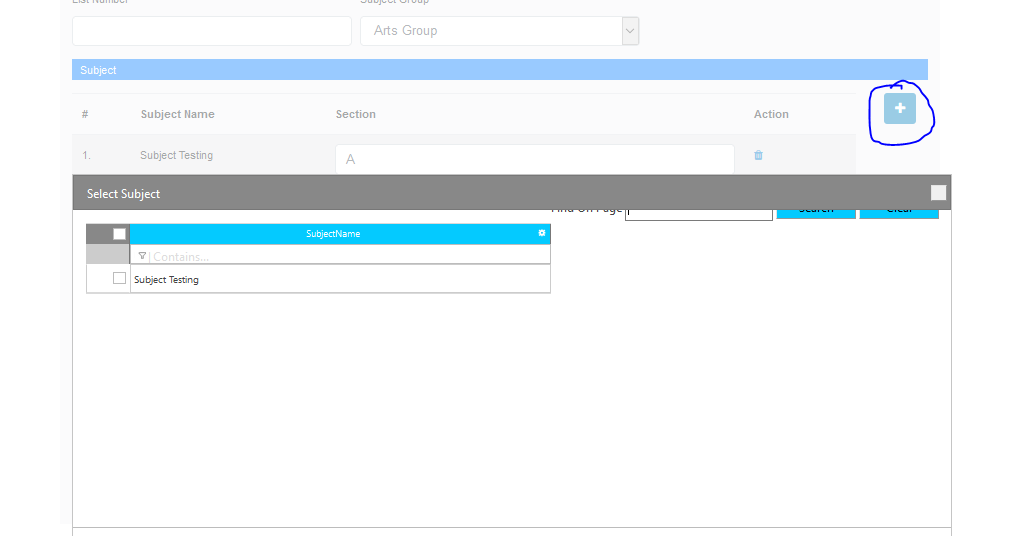 List Number Subject Group
Arts Group
Subject
# Subject Name Section Action
1. Subject Testing A
Select Subject
Find On Page Search Clear
SubjectName
Contains...
Subject Testing